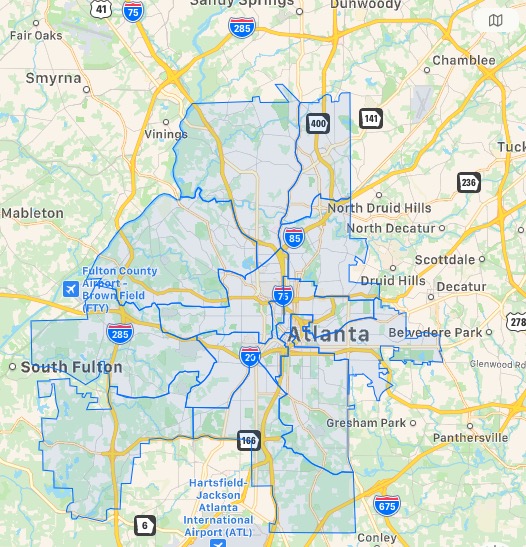 Sandy Springs
Dunwoody
41
75
285
Fair Oaks
Chamblee
Smyrna
400
141
Vinings
Tuck
236
Mableton
North Druid Hills
North Decatur
85
Scottdale
Fulton County
Airport -
Brown Field
(FTY)
Druid Hills
Decatur
75
278
285
Atlanta
Belvedere Park
20
South Fulton
Glenwood Rd
Gresham Park
Panthersville
166
Hartsfield-
Jackson
Atlanta
International
Airport (ATL)
675
6
Conley